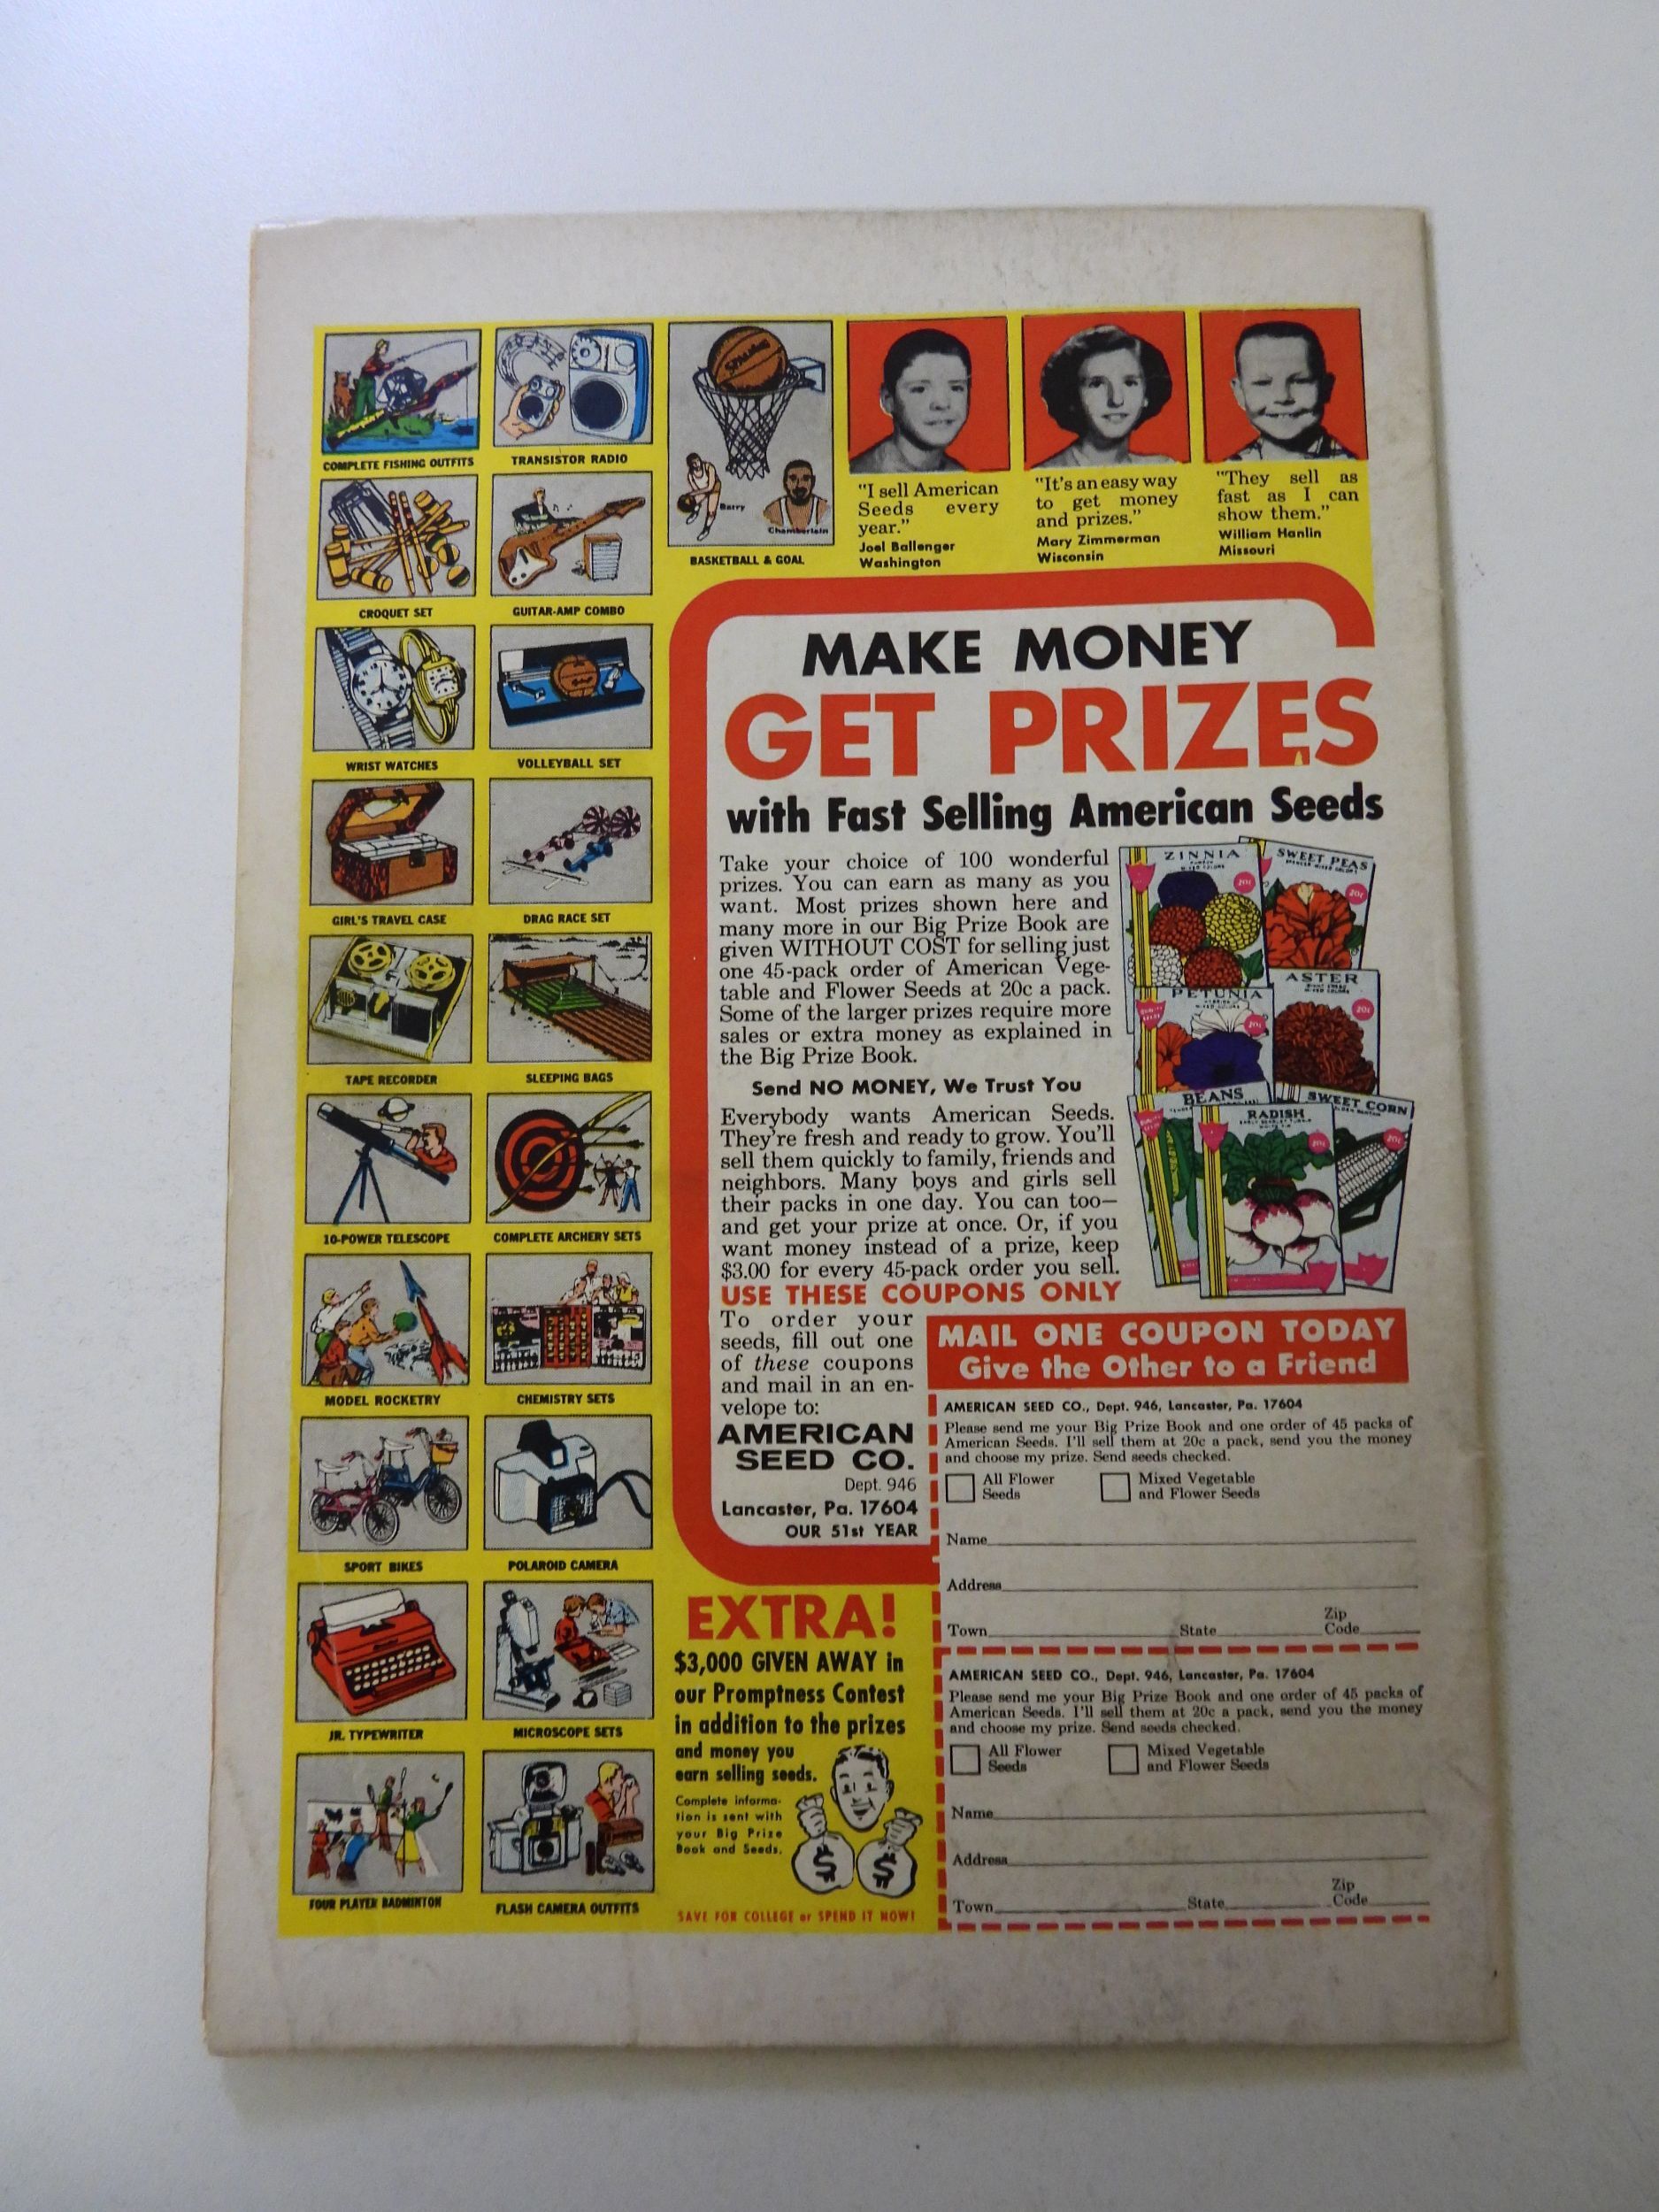 COMPLETE FISHING OUTFITS
TRANSISTOR RADIO
CROQUET SET
GUITAR-AMP COMBO
WRIST WATCHES
VOLLEYBALL SET
GIRL'S TRAVEL CASE
DRAG RACE SET
TAPE RECORDER
SLEEPING BAGS
10-POWER TELESCOPE
COMPLETE ARCHERY SETS
MODEL ROCKETRY
CHEMISTRY SETS
SPORT BIKES
POLAROID CAMERA
JR. TYPEWRITER
MICROSCOPE SETS
FOUR PLAYER BADMINTON
FLASH CAMERA OUTFITS
SPALDING
Barry
Chamberlain
BASKETBALL & GOAL
"I sell American
Seeds every
year."
Joel Ballenger
Washington
"It's an easy way
to get money
and prizes."
Mary Zimmerman
Wisconsin
"They sell as
fast as I can
show them."
William Hanlin
Missouri
MAKE MONEY
GET PRIZES
with Fast Selling American Seeds
Take your choice of 100 wonderful
prizes. You can earn as many as you
want. Most prizes shown here and
many more in our Big Prize Book are
given WITHOUT COST for selling just
one 45-pack order of American Vege-
table and Flower Seeds at 20c a pack.
Some of the larger prizes require more
sales or extra money as explained in
the Big Prize Book.
Send NO MONEY, We Trust You
Everybody wants American Seeds.
They're fresh and ready to grow. You'll
sell them quickly to family, friends and
neighbors. Many boys and girls sell
their packs in one day. You can too—
and get your prize at once. Or, if you
want money instead of a prize, keep
$3.00 for every 45-pack order you sell.
USE THESE COUPONS ONLY
ZINNIA
20¢
SWEET PEAS
20¢
ASTER
20¢
PETUNIA
20¢
BEANS
SWEET CORN
20¢
RADISH
20¢
To order your
seeds, fill out one
of these coupons
and mail in an en-
velope to:
AMERICAN
SEED CO.
Dept. 946
Lancaster, Pa. 17604
OUR 51st YEAR
MAIL ONE COUPON TODAY
Give the Other to a Friend
AMERICAN SEED CO., Dept. 946, Lancaster, Pa. 17604
Please send me your Big Prize Book and one order of 45 packs of
American Seeds. I'll sell them at 20c a pack, send you the money
and choose my prize. Send seeds checked.
All Flower Seeds
Mixed Vegetable and Flower Seeds
Name
Address
Town State Zip Code
AMERICAN SEED CO., Dept. 946, Lancaster, Pa. 17604
Please send me your Big Prize Book and one order of 45 packs of
American Seeds. I'll sell them at 20c a pack, send you the money
and choose my prize. Send seeds checked.
All Flower Seeds
Mixed Vegetable and Flower Seeds
Name
Address
Town State Zip Code
EXTRA!
$3,000 GIVEN AWAY in
our Promptness Contest
in addition to the prizes
and money you
earn selling seeds.
Complete informa-
tion is sent with
your Big Prize
Book and Seeds.
$ $
SAVE FOR COLLEGE or SPEND IT NOW!